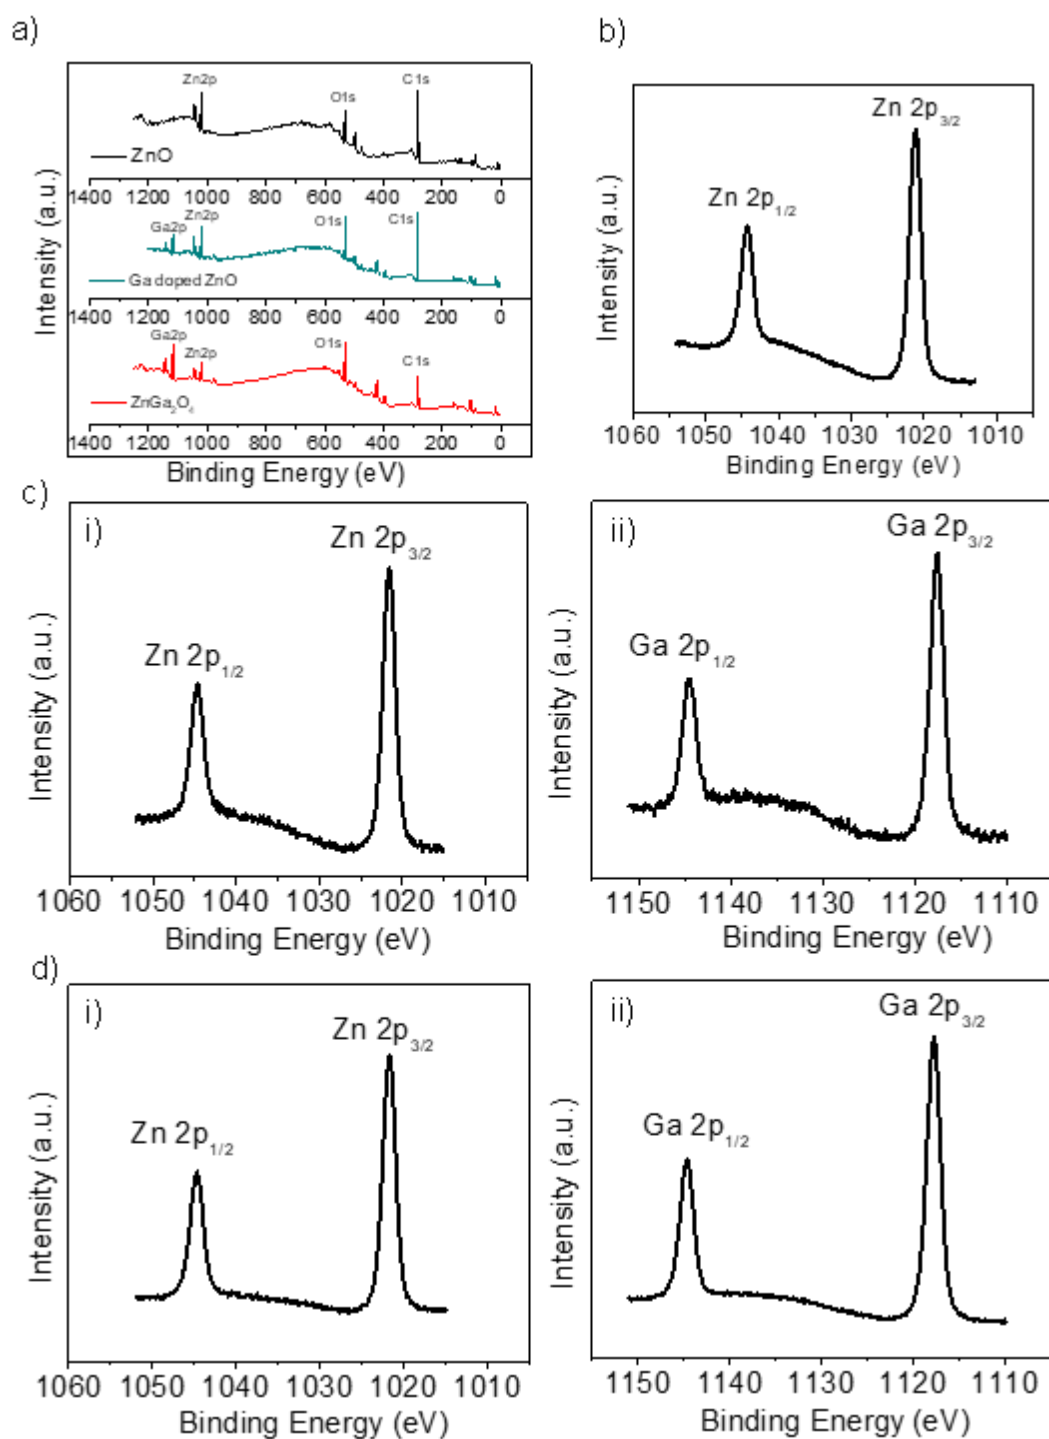 a)
Zn2p
O1s
C1s
ZnO
1400 1200 1000 800 600 400 200 0
Ga2p
Zn2p
O1s
C1s
Ga doped ZnO
1400 1200 1000 800 600 400 200 0
Ga2p
Zn2p
O1s
C1s
ZnGa₂O₄
1400 1200 1000 800 600 400 200 0
Binding Energy (eV)
Intensity (a.u.)
b)
Zn 2p₃/₂
Zn 2p₁/₂
Intensity (a.u.)
1060 1050 1040 1030 1020 1010
Binding Energy (eV)
c)
i)
Zn 2p₃/₂
Zn 2p₁/₂
Intensity (a.u.)
1060 1050 1040 1030 1020 1010
Binding Energy (eV)
ii)
Ga 2p₃/₂
Ga 2p₁/₂
Intensity (a.u.)
1150 1140 1130 1120 1110
Binding Energy (eV)
d)
i)
Zn 2p₃/₂
Zn 2p₁/₂
Intensity (a.u.)
1060 1050 1040 1030 1020 1010
Binding Energy (eV)
ii)
Ga 2p₃/₂
Ga 2p₁/₂
Intensity (a.u.)
1150 1140 1130 1120 1110
Binding Energy (eV)